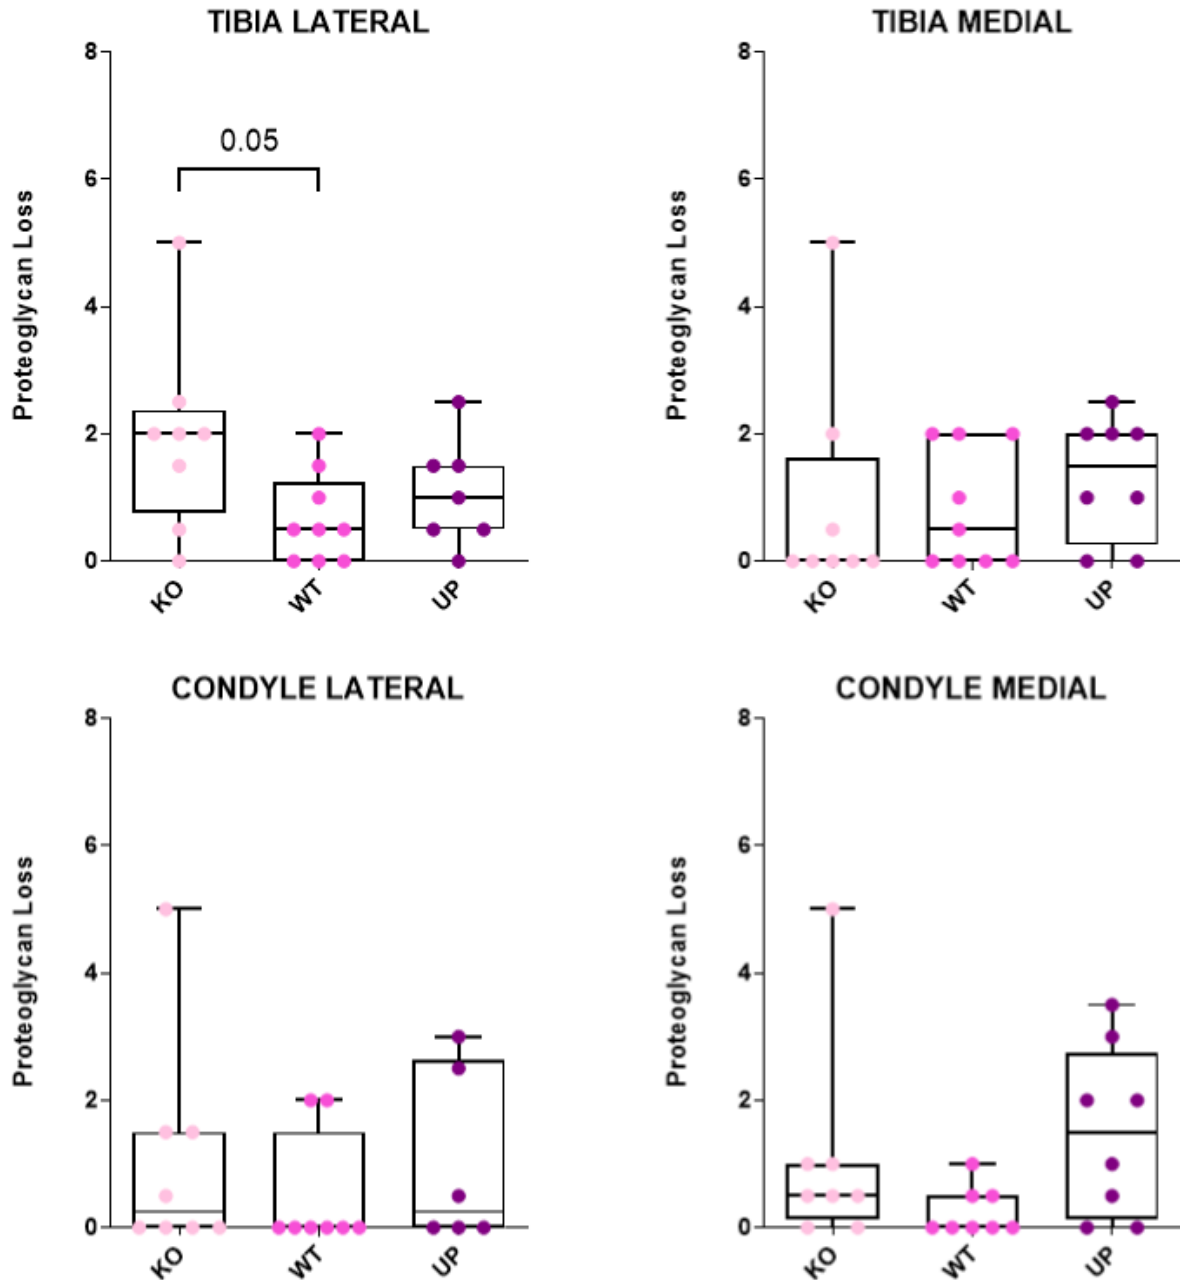 TIBIA LATERAL
8
6
4
2
0
Proteoglycan Loss
0.05
KO
WT
UP
TIBIA MEDIAL
8
6
4
2
0
Proteoglycan Loss
KO
WT
UP
CONDYLE LATERAL
8
6
4
2
0
Proteoglycan Loss
KO
WT
UP
CONDYLE MEDIAL
8
6
4
2
0
Proteoglycan Loss
KO
WT
UP